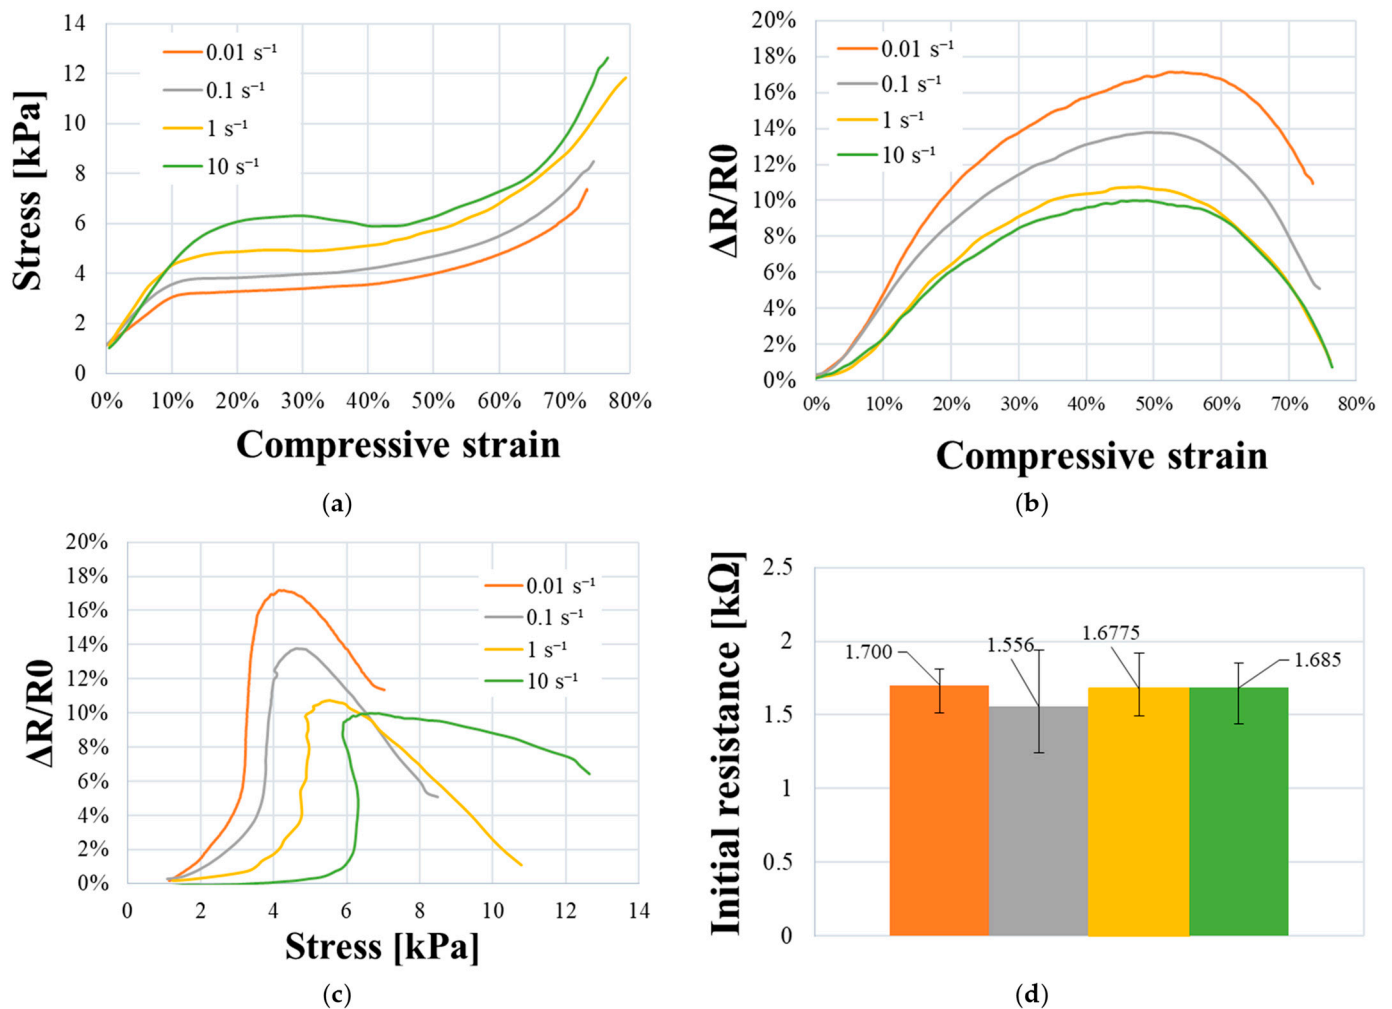 Stress [kPa]
14
12
10
8
6
4
2
0
0.01 s⁻¹
0.1 s⁻¹
1 s⁻¹
10 s⁻¹
0% 10% 20% 30% 40% 50% 60% 70% 80%
Compressive strain
(a)
ΔR/R0
20%
18%
16%
14%
12%
10%
8%
6%
4%
2%
0%
0.01 s⁻¹
0.1 s⁻¹
1 s⁻¹
10 s⁻¹
0% 10% 20% 30% 40% 50% 60% 70% 80%
Compressive strain
(b)
ΔR/R0
20%
18%
16%
14%
12%
10%
8%
6%
4%
2%
0%
0.01 s⁻¹
0.1 s⁻¹
1 s⁻¹
10 s⁻¹
0 2 4 6 8 10 12 14
Stress [kPa]
(c)
Initial resistance [kΩ]
2.5
2
1.5
1
0.5
0
1.700
1.556
1.6775
1.685
(d)